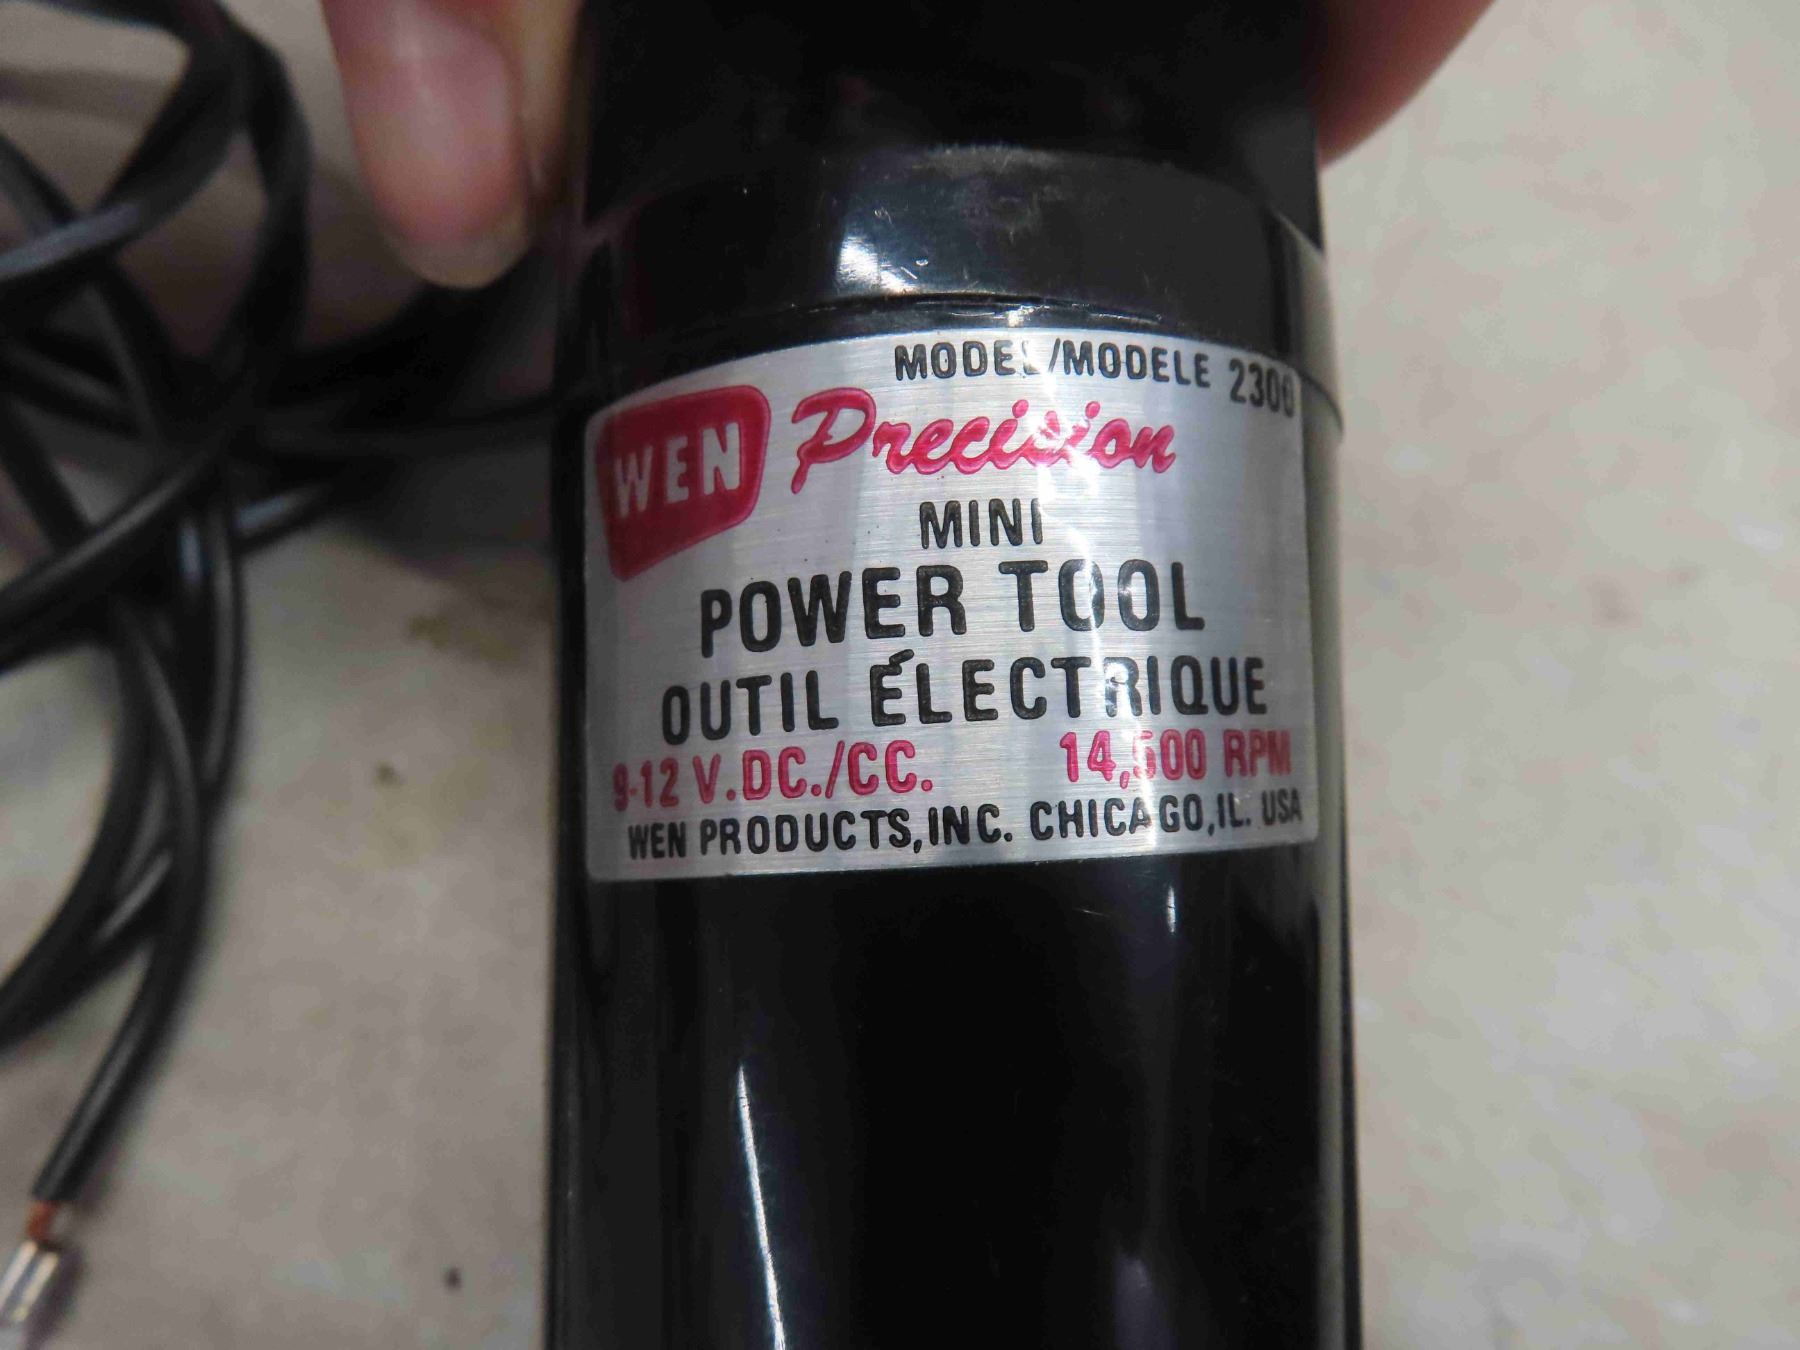 MODEL/MODELE 2300
WEN Precision
MINI
POWER TOOL
OUTIL ÉLECTRIQUE
9-12 V.DC./CC. 14,500 RPM
WEN PRODUCTS, INC. CHICAGO, IL. USA